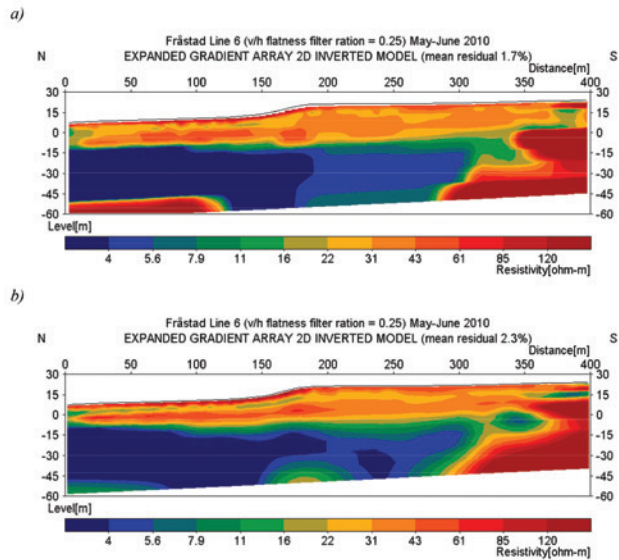 a)
Fråstad Line 6 (v/h flatness filter ration = 0.25) May-June 2010
N EXPANDED GRADIENT ARRAY 2D INVERTED MODEL (mean residual 1.7%) S
Distance[m]
0 50 100 150 200 250 300 350 400
30 30
15 15
0 0
-15 -15
-30 -30
-45 -45
-60 -60
Level[m]
4 5.6 7.9 11 16 22 31 43 61 85 120
Resistivity[ohm-m]
b)
Fråstad Line 6 (v/h flatness filter ration = 0.25) May-June 2010
N EXPANDED GRADIENT ARRAY 2D INVERTED MODEL (mean residual 2.3%) S
Distance[m]
0 50 100 150 200 250 300 350 400
30 30
15 15
0 0
-15 -15
-30 -30
-45 -45
-60 -60
Level[m]
4 5.6 7.9 11 16 22 31 43 61 85 120
Resistivity[ohm-m]